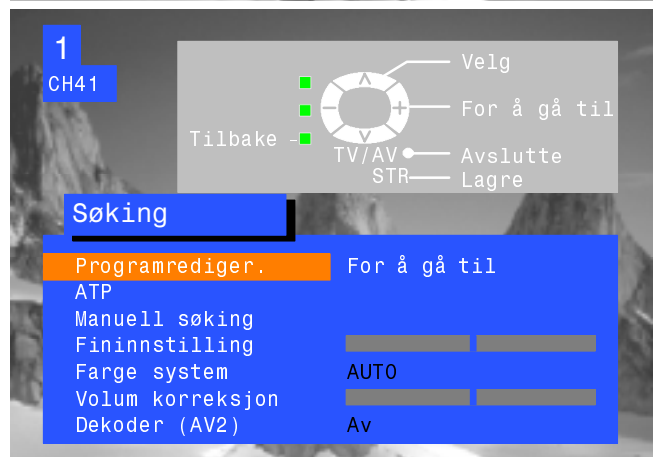 1
CH41
Velg
For å gå til
Tilbake
TV/AV Avslutte
STR Lagre
Søking
Programrediger. For å gå til
ATP
Manuell søking
Fininnstilling
Farge system AUTO
Volum korreksjon
Dekoder (AV2) Av